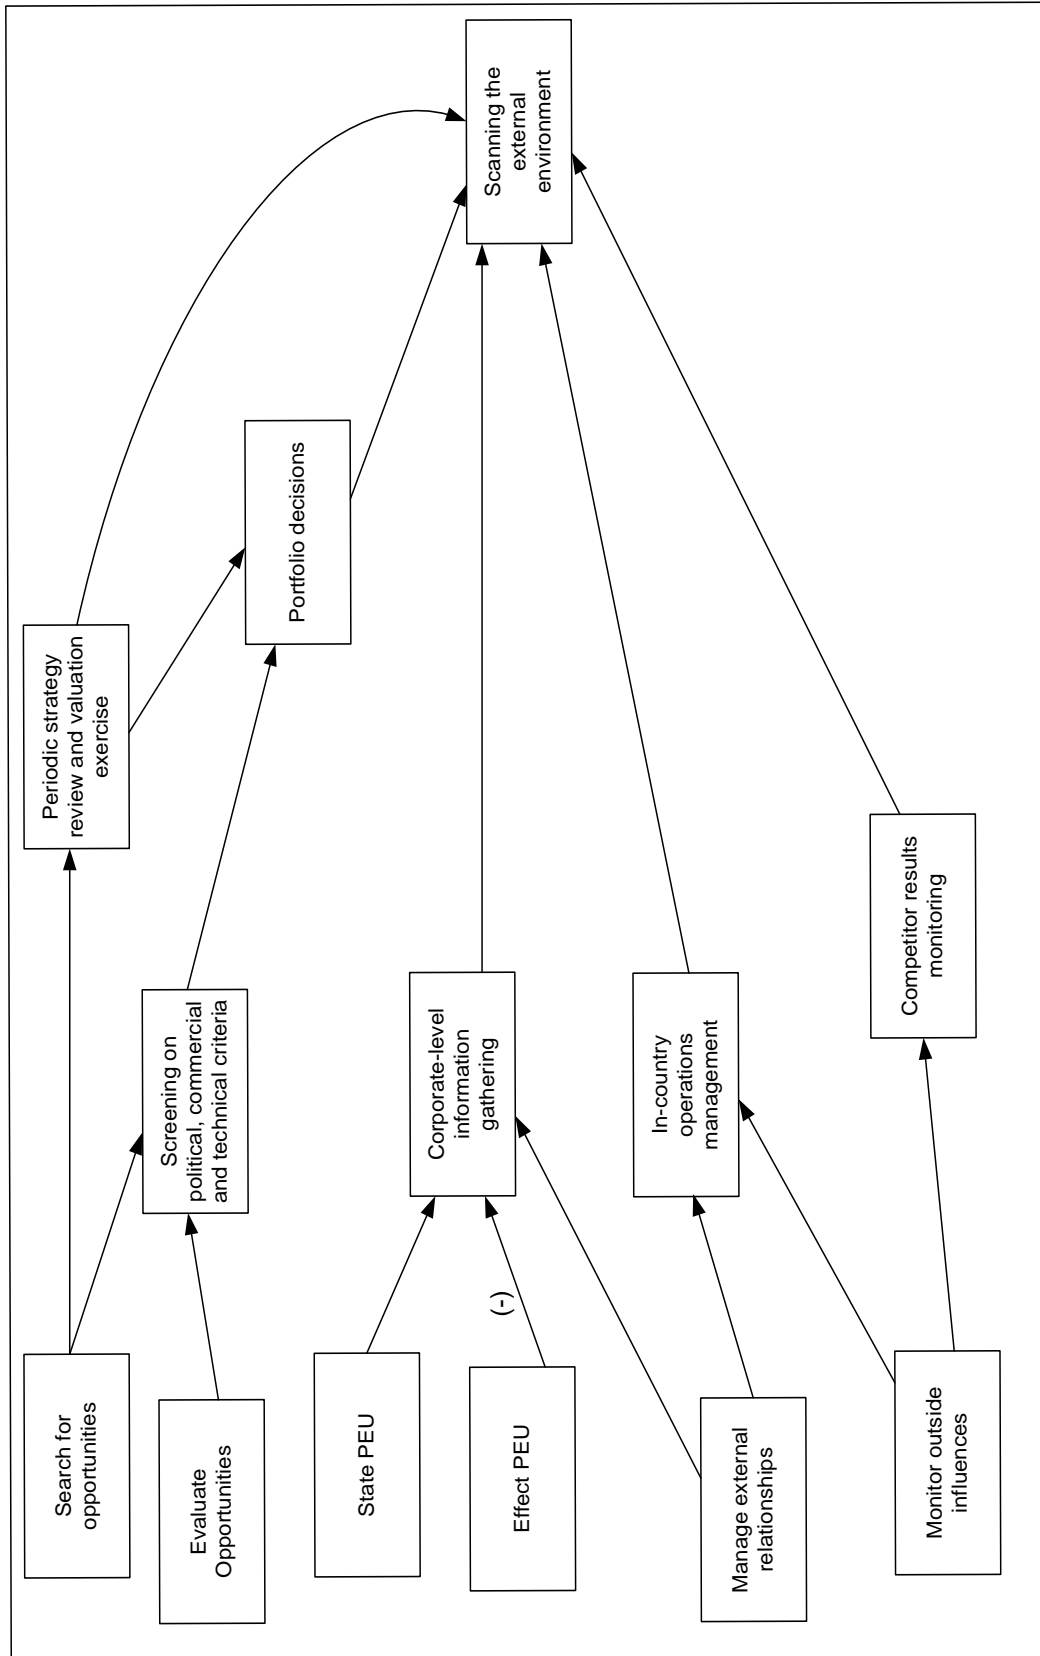 Search for
opportunities
Evaluate
Opportunities
State PEU
Effect PEU
Manage external
relationships
Monitor outside
influences
(-)
Screening on
political, commercial
and technical criteria
Corporate-level
information
gathering
In-country
operations
management
Competitor results
monitoring
Periodic strategy
review and valuation
exercise
Portfolio decisions
Scanning the
external
environment